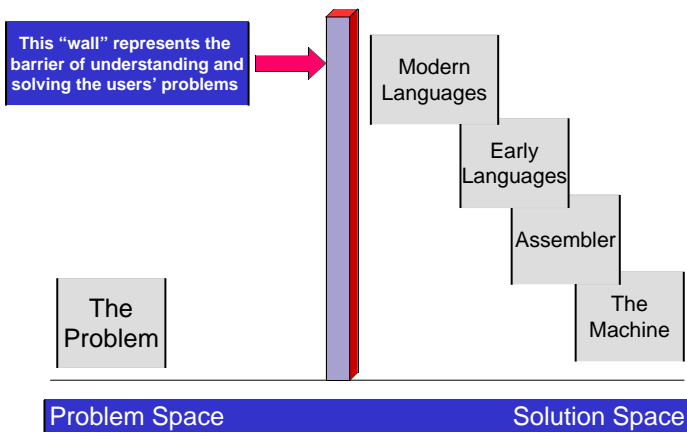 This “wall” represents the
barrier of understanding and
solving the users’ problems
Modern
Languages
Early
Languages
Assembler
The
Problem
The
Machine
Problem Space
Solution Space